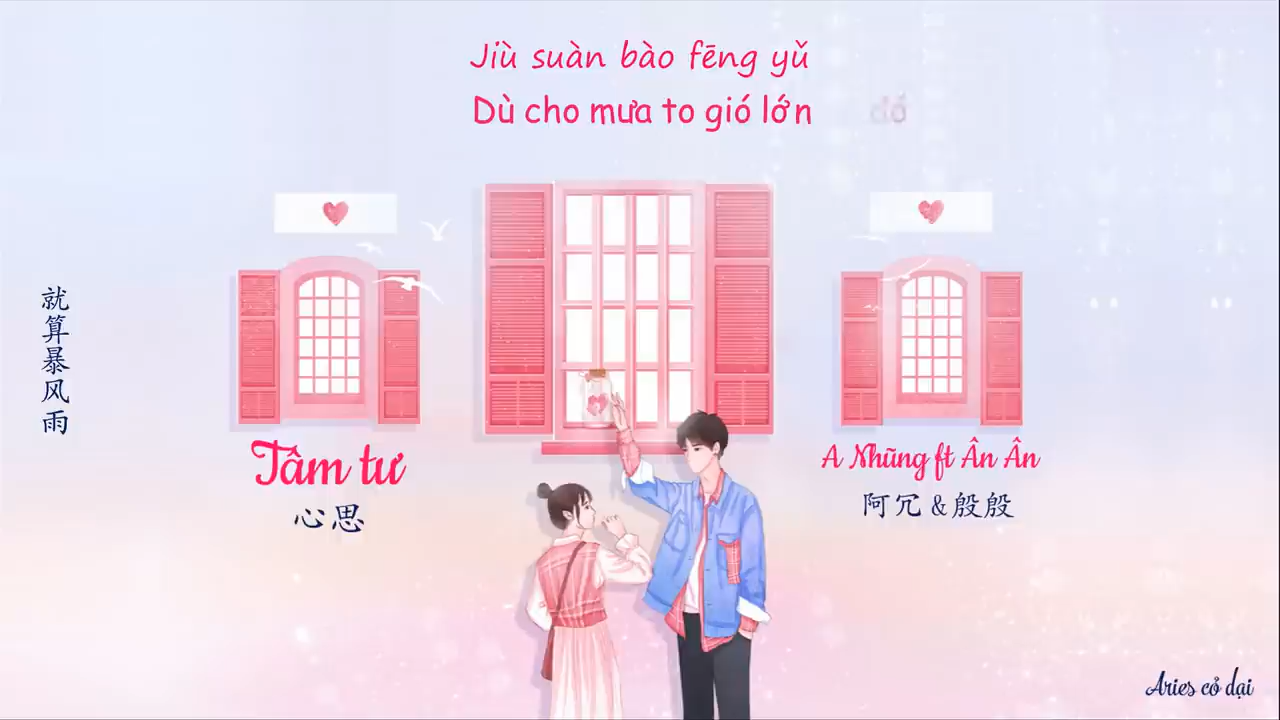 Jiù suàn bào fēng yǔ
Dù cho mưa to gió lớn
đổ
就算暴风雨
Tâm tư
心思
A Nhũng ft Ân Ân
阿冗&殷殷
Aries cỏ dại